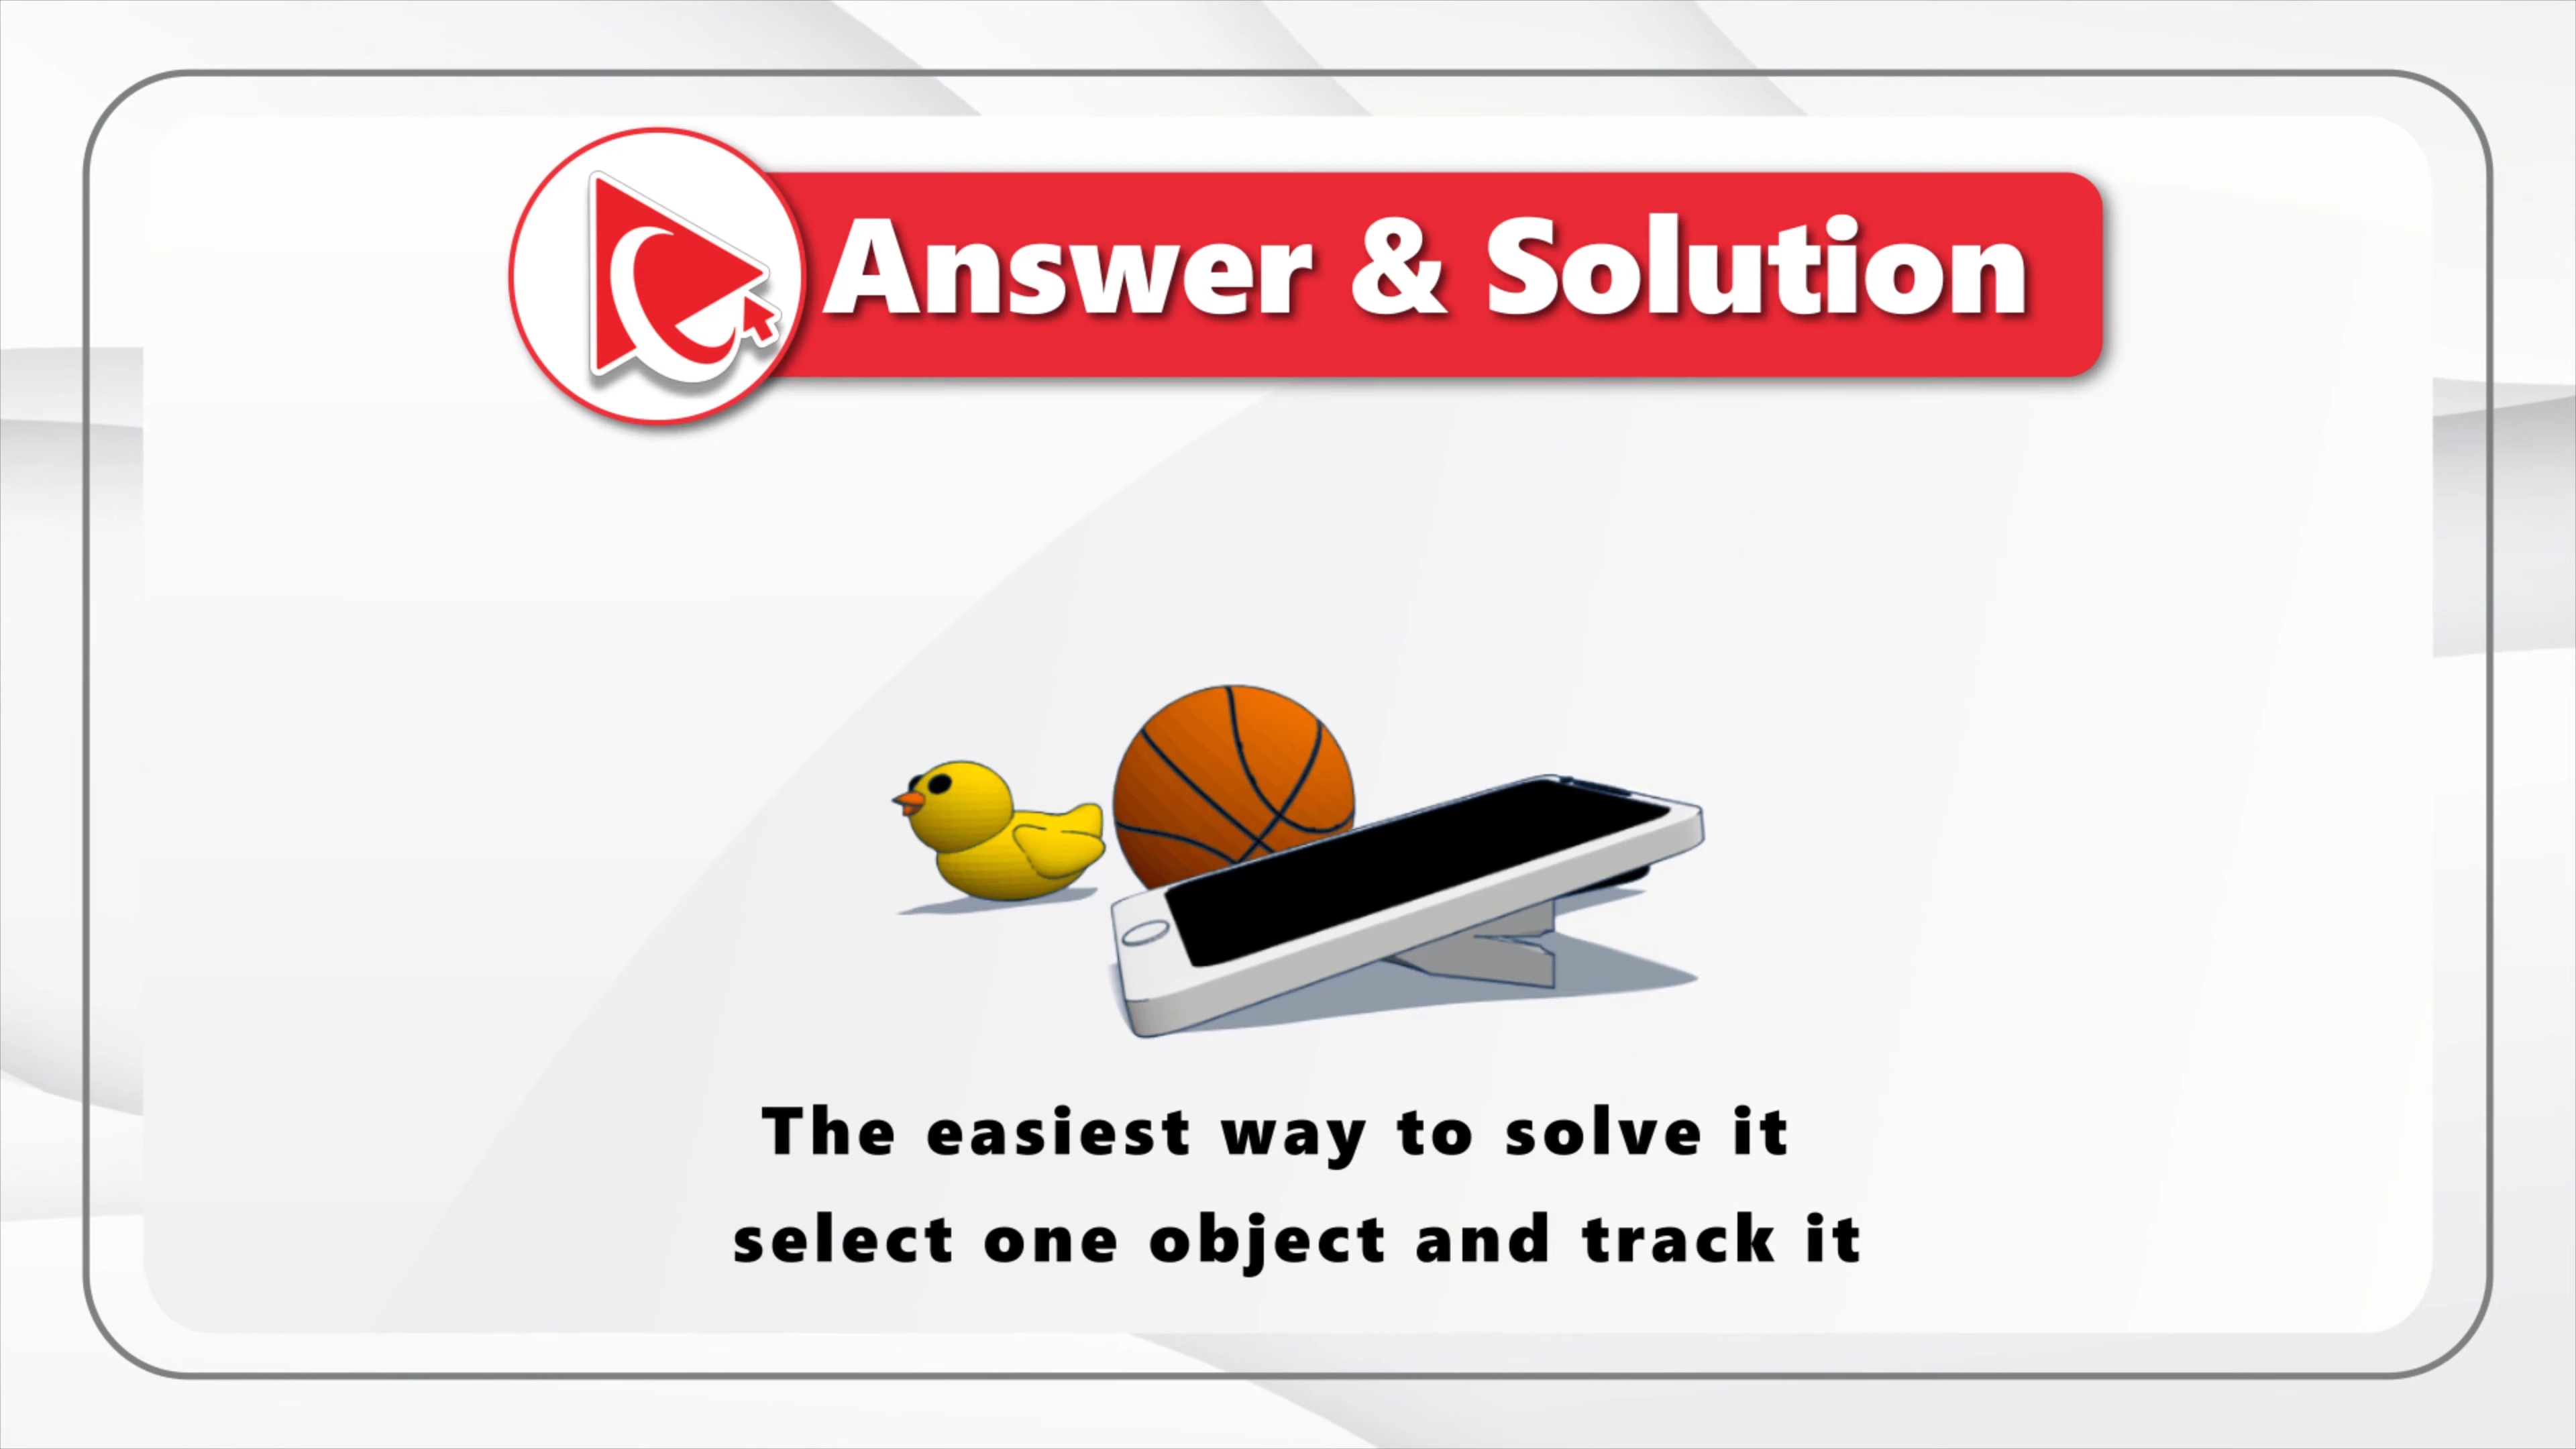 Answer & Solution
The easiest way to solve it
select one object and track it